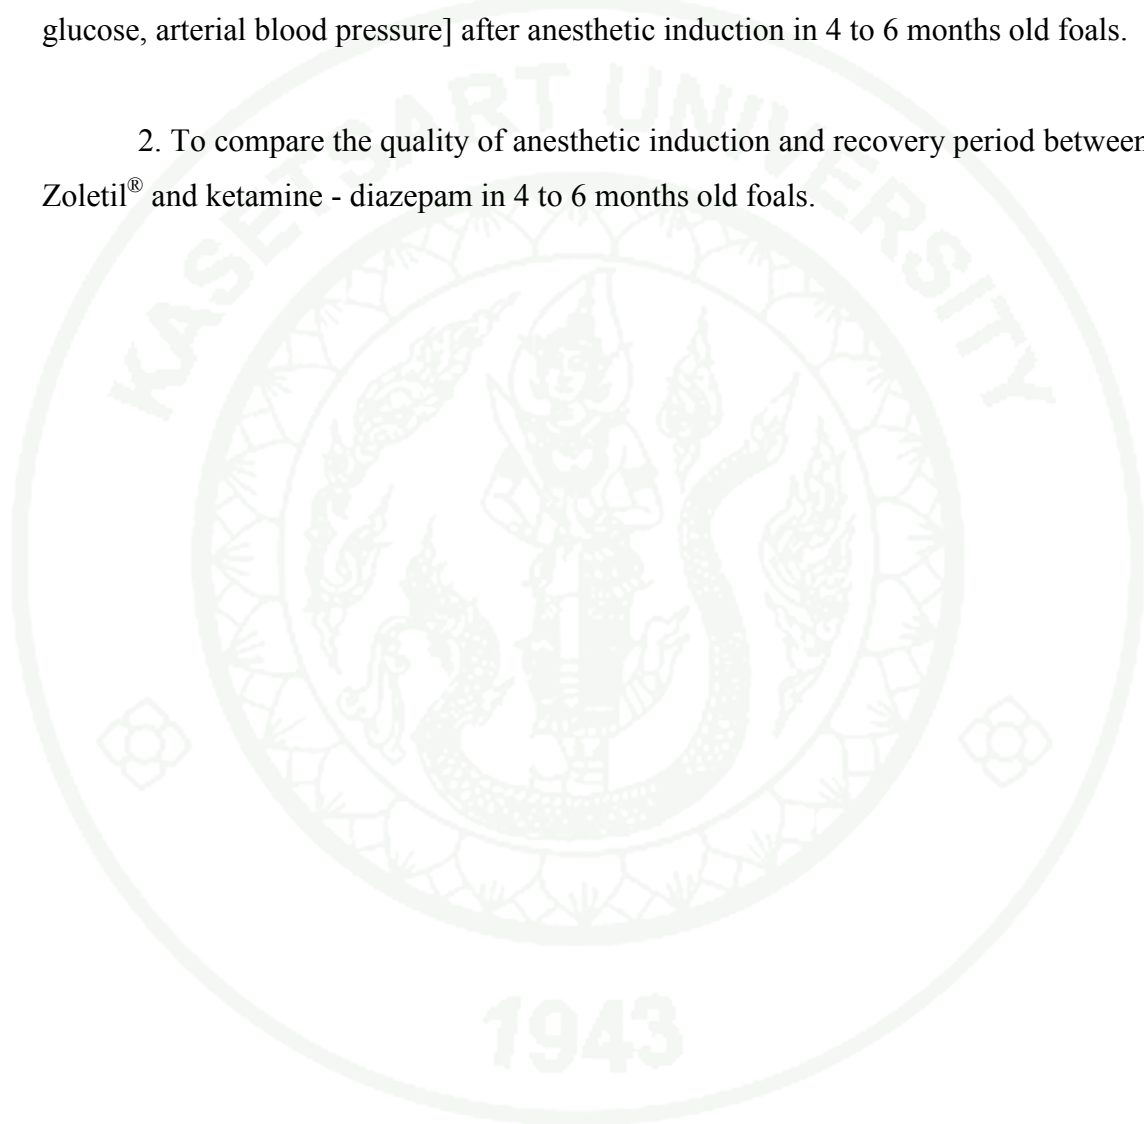 glucose, arterial blood pressure] after anesthetic induction in 4 to 6 months old foals.
2. To compare the quality of anesthetic induction and recovery period between
Zoletil® and ketamine - diazepam in 4 to 6 months old foals.
KASETSART UNIVERSITY
1943